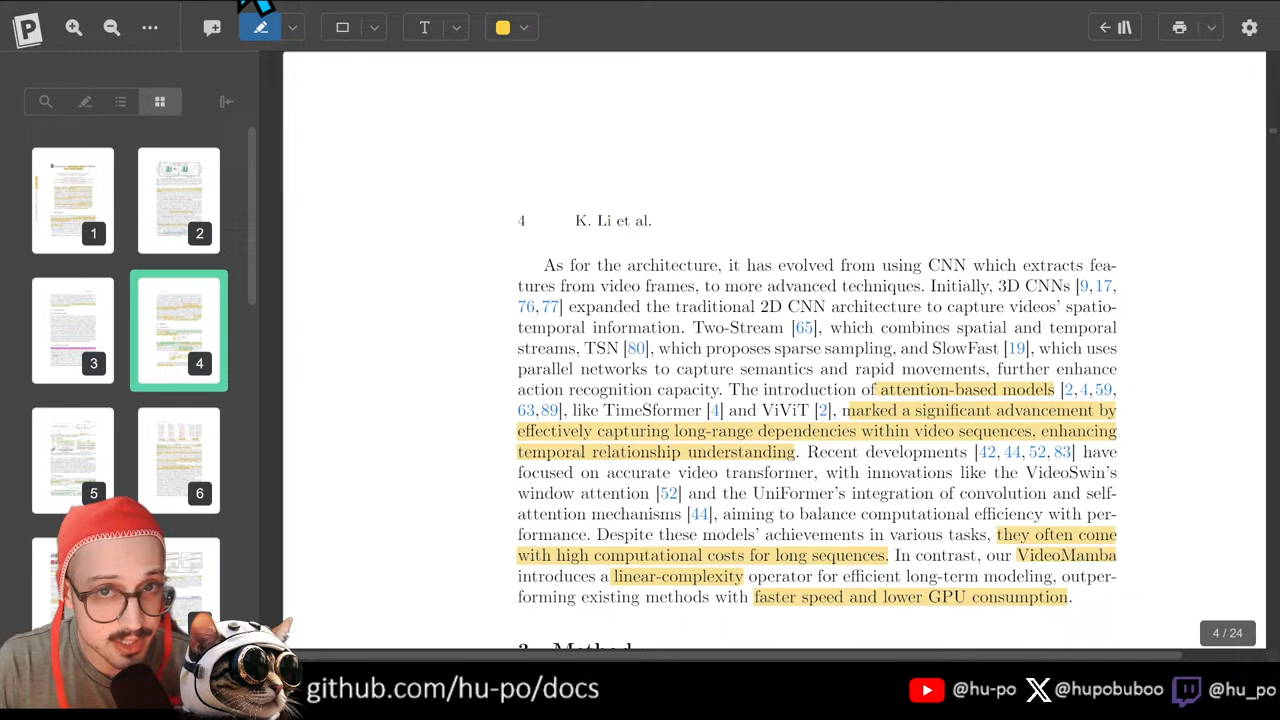 P
T
1
2
3
4
5
6
4 K. Li et al.
As for the architecture, it has evolved from using CNN which extracts fea-
tures from video frames, to more advanced techniques. Initially, 3D CNNs [9,17,
76,77] expanded the traditional 2D CNN architecture to capture videos' spatio-
temporal information. Two-Stream [65], which combines spatial and temporal
streams, TSN [80], which proposes sparse sampling, and SlowFast [19], which uses
parallel networks to capture semantics and rapid movements, further enhance
action recognition capacity. The introduction of attention-based models [2,4,59,
63,89], like TimeSformer [4] and ViViT [2], marked a significant advancement by
effectively capturing long-range dependencies within video sequences, enhancing
temporal relationship understanding. Recent developments [42,44,52,83] have
focused on accurate video transformer, with innovations like the VideoSwin's
window attention [52] and the UniFormer's integration of convolution and self-
attention mechanisms [44], aiming to balance computational efficiency with per-
formance. Despite these models' achievements in various tasks, they often come
with high computational costs for long sequences. In contrast, our VideoMamba
introduces a linear-complexity operator for efficient long-term modeling, outper-
forming existing methods with faster speed and lower GPU consumption.
3 Method
4 / 24
github.com/hu-po/docs
@hu-po
@hupobuboo
@hu_po